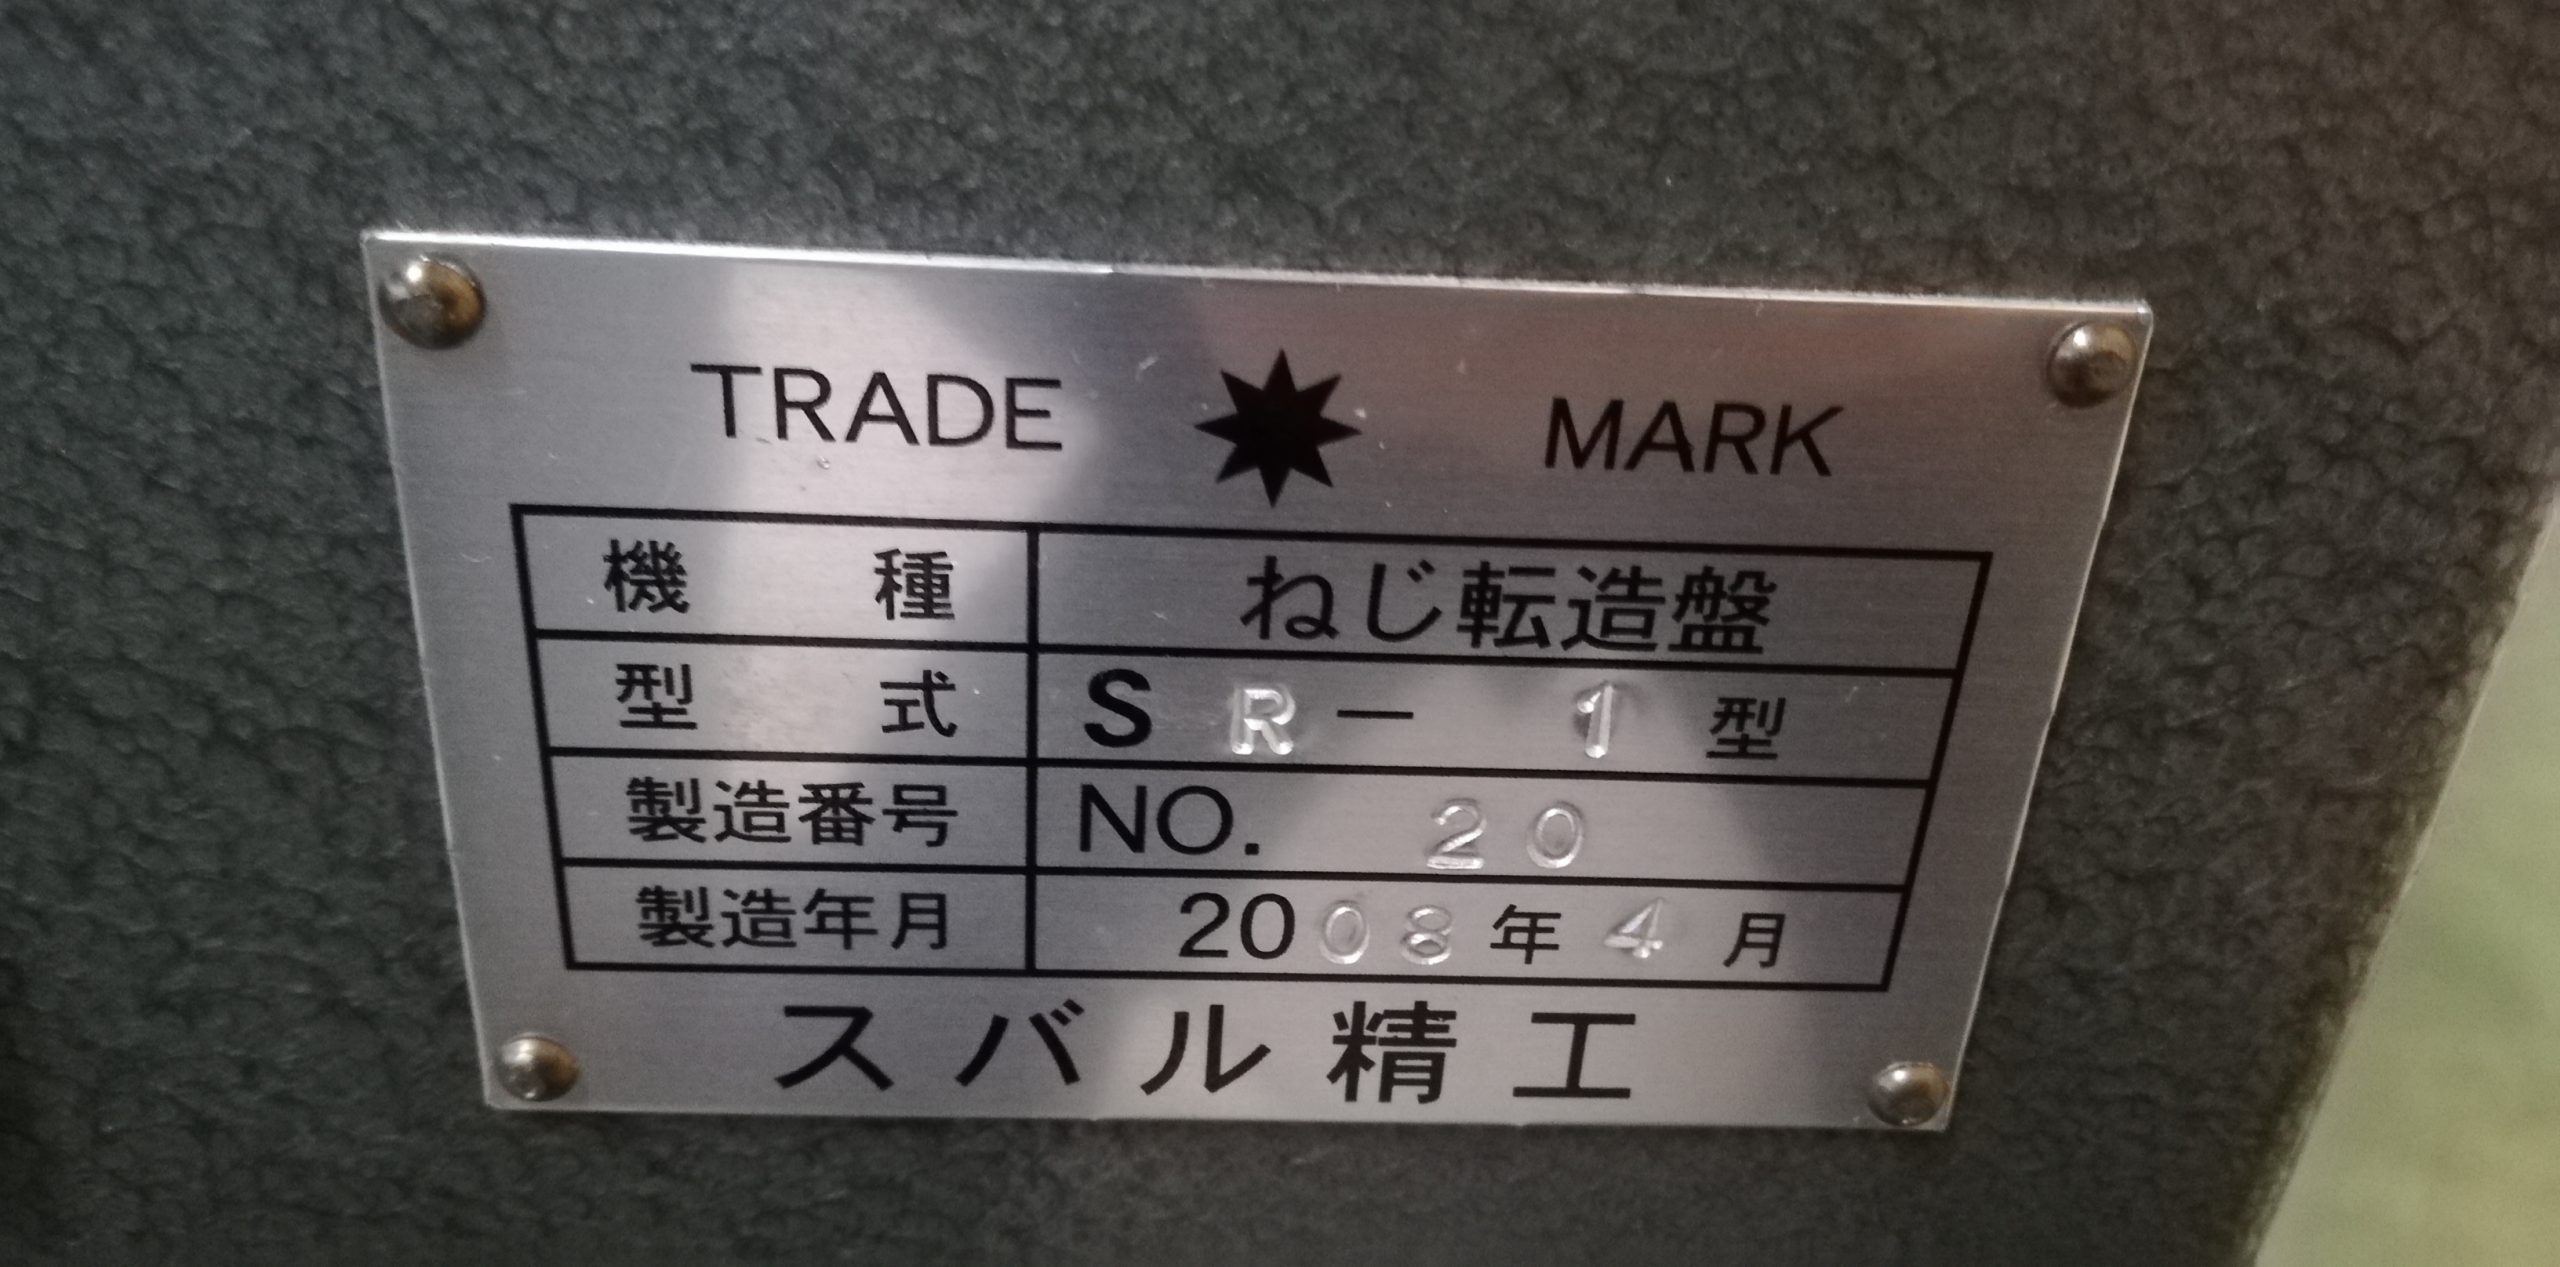 TRADE MARK
機種 ねじ転造盤
型式 SR－1型
製造番号 NO. 20
製造年月 2008年4月
スバル精工